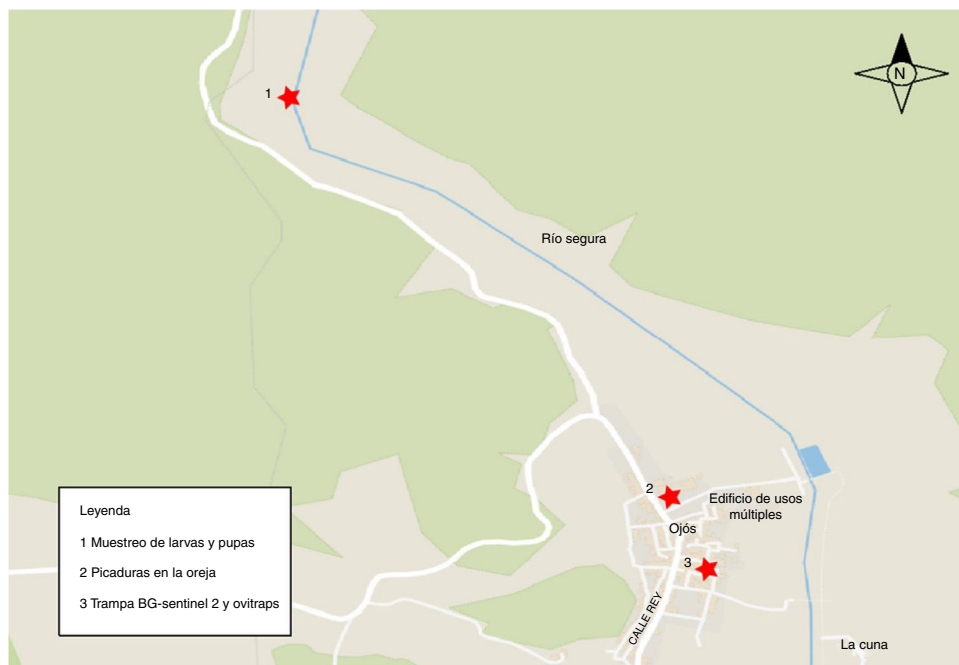 1
N
Río segura
2
Edificio de usos
múltiples
Ojós
3
CALLE REY
La cuna
Leyenda
1 Muestreo de larvas y pupas
2 Picaduras en la oreja
3 Trampa BG-sentinel 2 y ovitraps